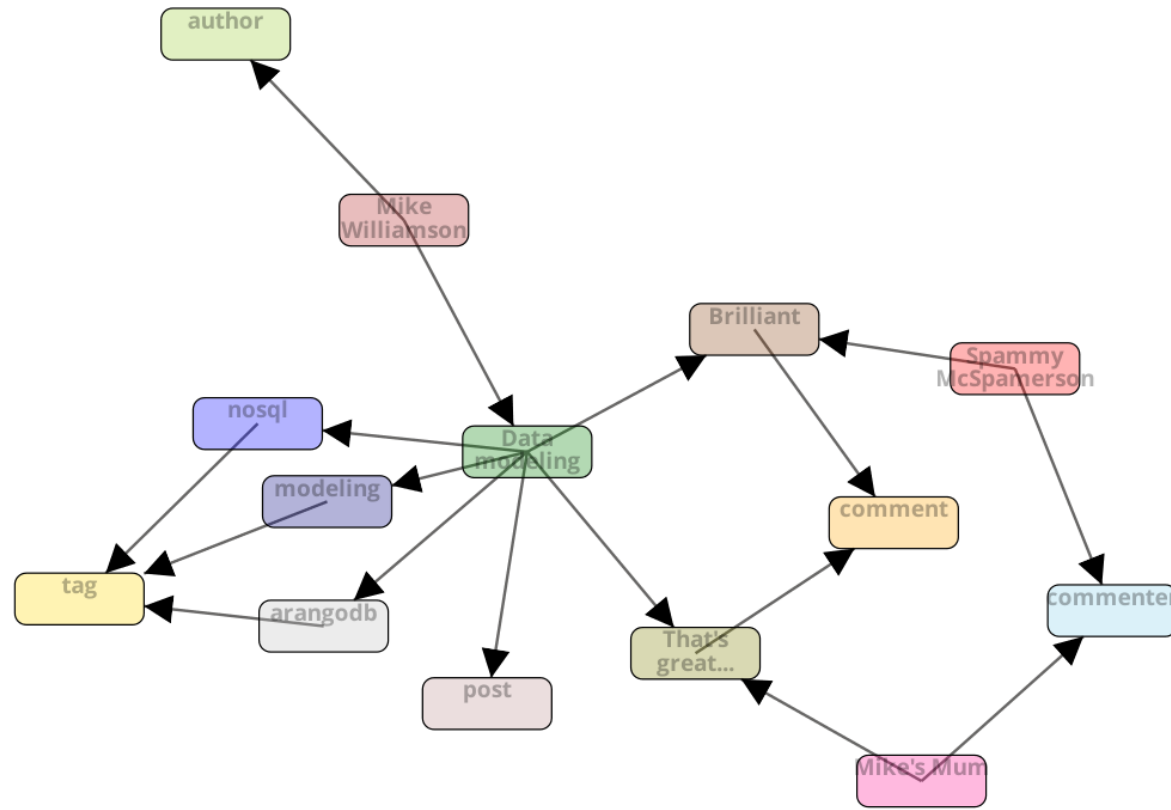 author
Mike
Williamson
Brilliant
Spammy
McSpamerson
nosql
Data
modeling
modeling
comment
tag
arangodb
commenter
That's
great...
post
Mike's Mum